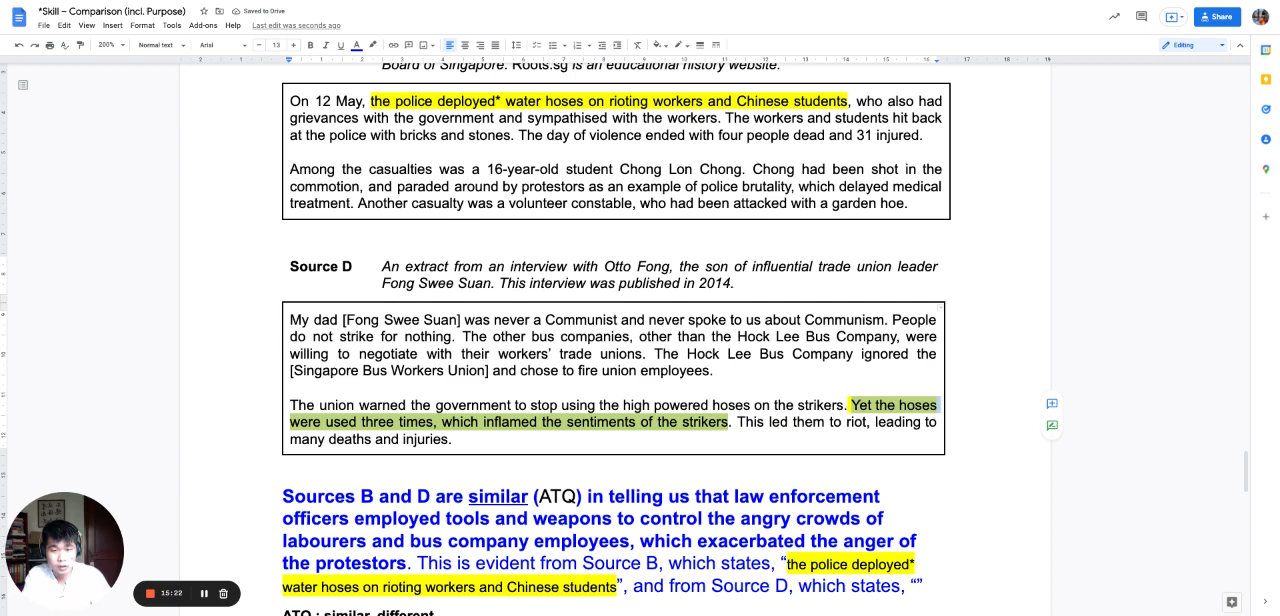 *Skill – Comparison (incl. Purpose)
Saved to Drive
File Edit View Insert Format Tools Add-ons Help Last edit was seconds ago
Share
200% Normal text Arial 13 B I U A Editing
Board of Singapore. Roots.sg is an educational history website.
On 12 May, the police deployed* water hoses on rioting workers and Chinese students, who also had
grievances with the government and sympathised with the workers. The workers and students hit back
at the police with bricks and stones. The day of violence ended with four people dead and 31 injured.
Among the casualties was a 16-year-old student Chong Lon Chong. Chong had been shot in the
commotion, and paraded around by protestors as an example of police brutality, which delayed medical
treatment. Another casualty was a volunteer constable, who had been attacked with a garden hoe.
Source D An extract from an interview with Otto Fong, the son of influential trade union leader
Fong Swee Suan. This interview was published in 2014.
My dad [Fong Swee Suan] was never a Communist and never spoke to us about Communism. People
do not strike for nothing. The other bus companies, other than the Hock Lee Bus Company, were
willing to negotiate with their workers' trade unions. The Hock Lee Bus Company ignored the
[Singapore Bus Workers Union] and chose to fire union employees.
The union warned the government to stop using the high powered hoses on the strikers. Yet the hoses
were used three times, which inflamed the sentiments of the strikers. This led them to riot, leading to
many deaths and injuries.
Sources B and D are similar (ATQ) in telling us that law enforcement
officers employed tools and weapons to control the angry crowds of
labourers and bus company employees, which exacerbated the anger of
the protestors. This is evident from Source B, which states, “the police deployed*
water hoses on rioting workers and Chinese students”, and from Source D, which states, “”
ATQ : similar, different
15:22